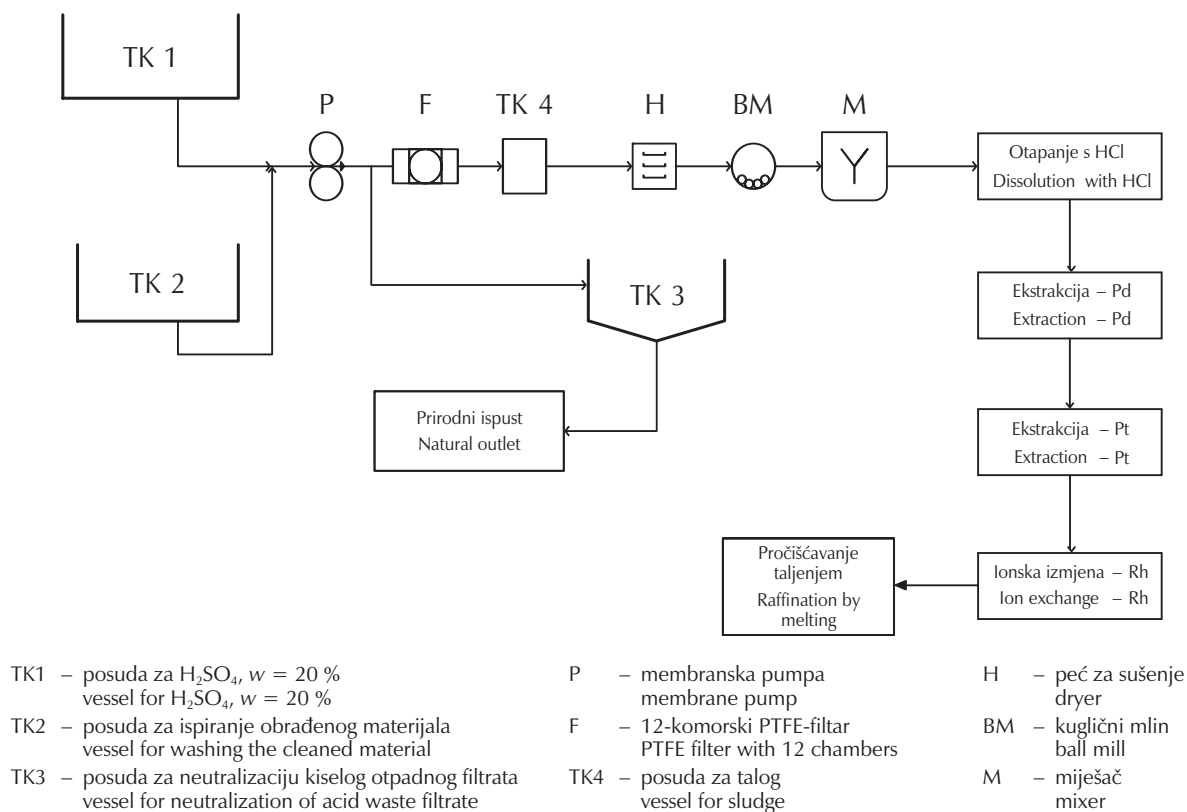 TK 1
P
F
TK 4
H
BM
M
Otapanje s HCl
Dissolution with HCl
TK 2
TK 3
Ekstrakcija – Pd
Extraction – Pd
Prirodni ispust
Natural outlet
Ekstrakcija – Pt
Extraction – Pt
Pročišćavanje
taljenjem
Raffination by
melting
Ionska izmjena – Rh
Ion exchange – Rh
TK1 – posuda za H₂SO₄, w = 20 %
vessel for H₂SO₄, w = 20 %
TK2 – posuda za ispiranje obrađenog materijala
vessel for washing the cleaned material
TK3 – posuda za neutralizaciju kiselog otpadnog filtrata
vessel for neutralization of acid waste filtrate
P – membranska pumpa
membrane pump
F – 12-komorski PTFE-filtar
PTFE filter with 12 chambers
TK4 – posuda za talog
vessel for sludge
H – peć za sušenje
dryer
BM – kuglični mlin
ball mill
M – miješač
mixer